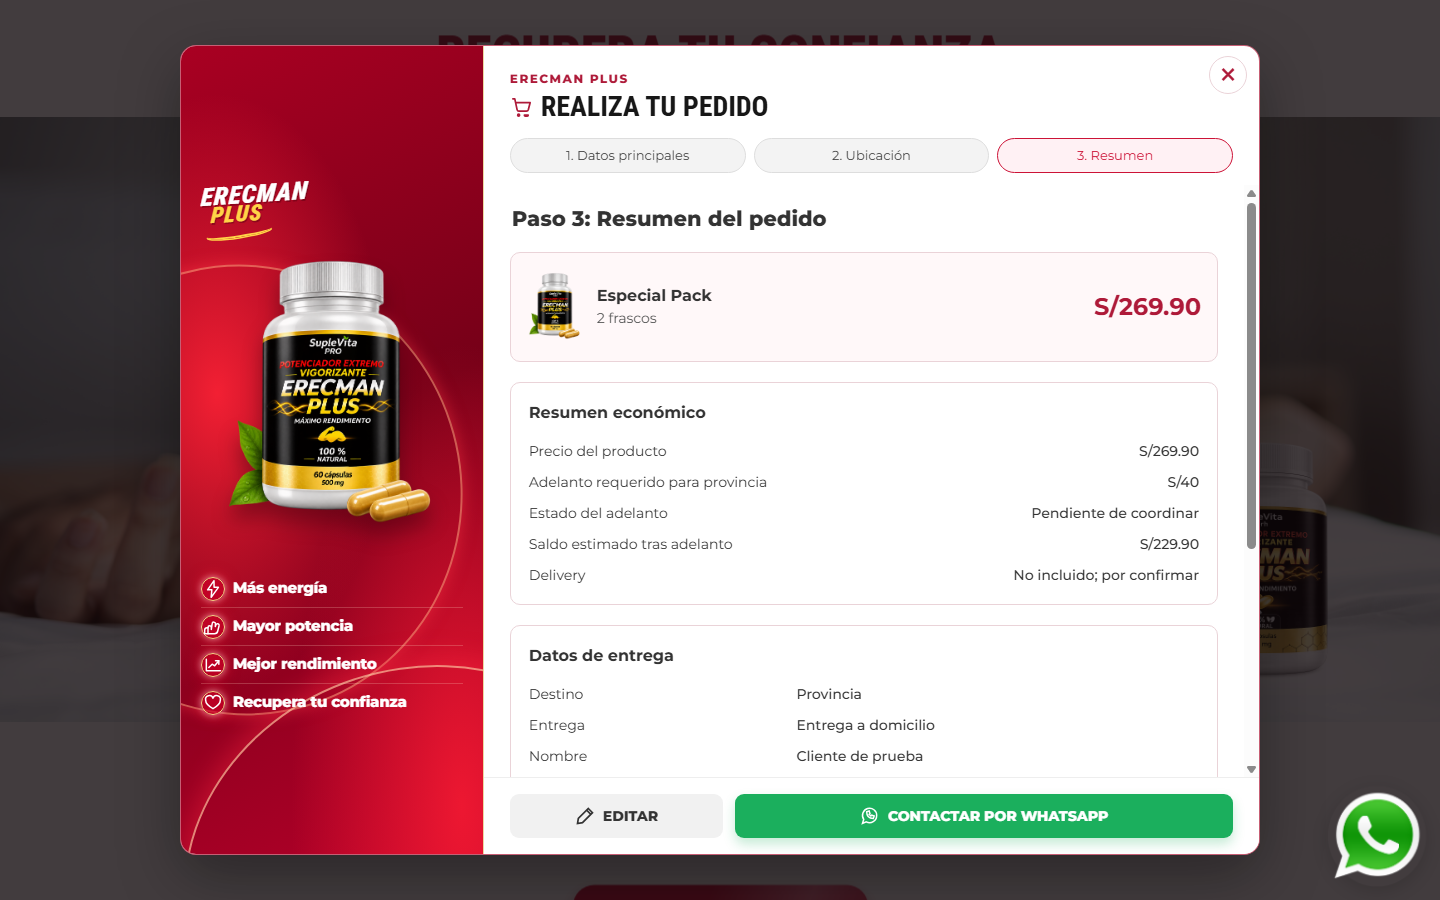 RECUPERA TU CONFIANZA
ERECMAN
PLUS
SupleVita
PRO
POTENCIADOR EXTREMO
VIGORIZANTE
ERECMAN
PLUS
MÁXIMO RENDIMIENTO
100 %
NATURAL
60 cápsulas
500 mg
Más energía
Mayor potencia
Mejor rendimiento
Recupera tu confianza
ERECMAN PLUS
REALIZA TU PEDIDO
1. Datos principales
2. Ubicación
3. Resumen
Paso 3: Resumen del pedido
Especial Pack
2 frascos
S/269.90
Resumen económico
Precio del producto S/269.90
Adelanto requerido para provincia S/40
Estado del adelanto Pendiente de coordinar
Saldo estimado tras adelanto S/229.90
Delivery No incluido; por confirmar
Datos de entrega
Destino Provincia
Entrega Entrega a domicilio
Nombre Cliente de prueba
EDITAR
CONTACTAR POR WHATSAPP